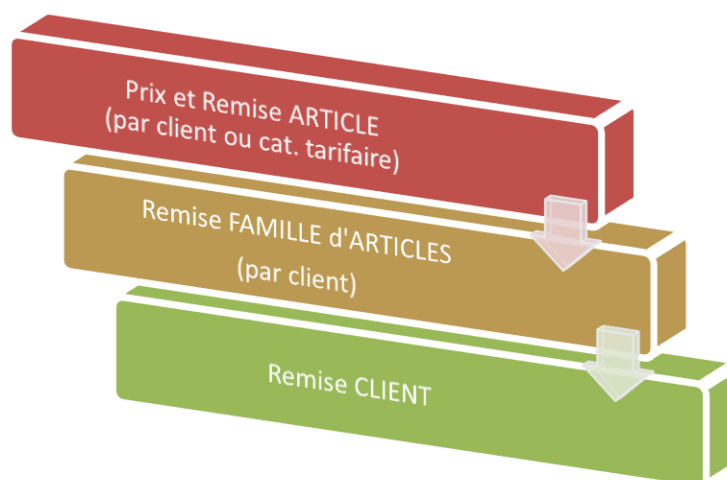 Prix et Remise ARTICLE
(par client ou cat. tarifaire)
Remise FAMILLE d'ARTICLES
(par client)
Remise CLIENT